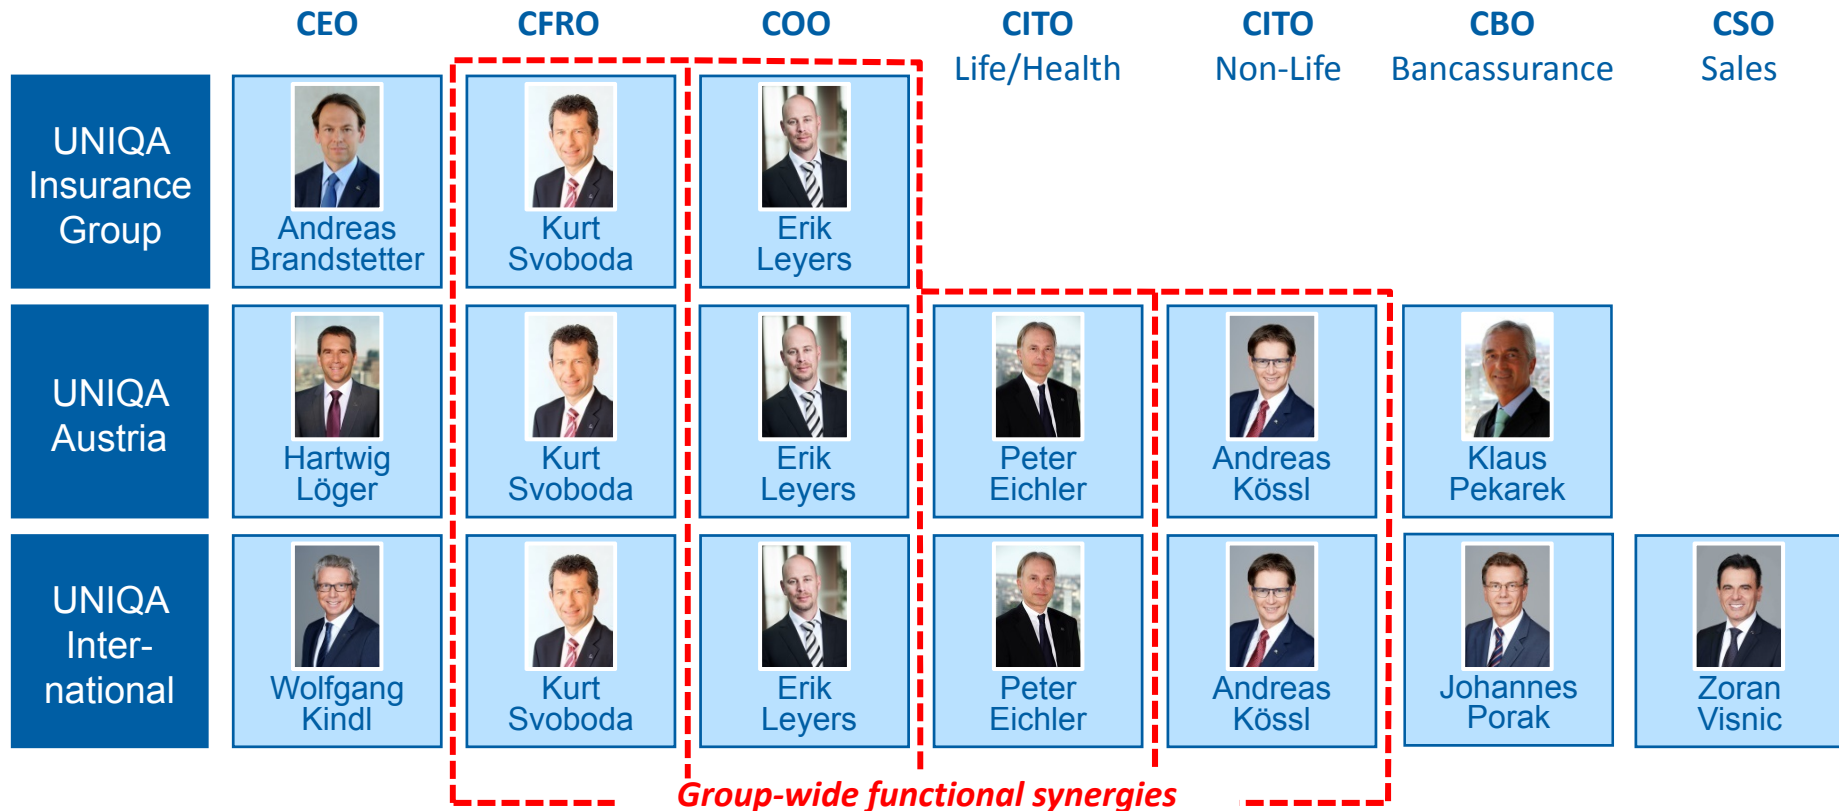 CEO
CFRO
COO
CITO
Life/Health
CITO
Non-Life
CBO
Bancassurance
CSO
Sales
UNIQA
Insurance
Group
Andreas
Brandstetter
Kurt
Svoboda
Erik
Leyers
UNIQA
Austria
Hartwig
Löger
Kurt
Svoboda
Erik
Leyers
Peter
Eichler
Andreas
Kössl
Klaus
Pekarek
UNIQA
Inter-
national
Wolfgang
Kindl
Kurt
Svoboda
Erik
Leyers
Peter
Eichler
Andreas
Kössl
Johannes
Porak
Zoran
Visnic
Group-wide functional synergies